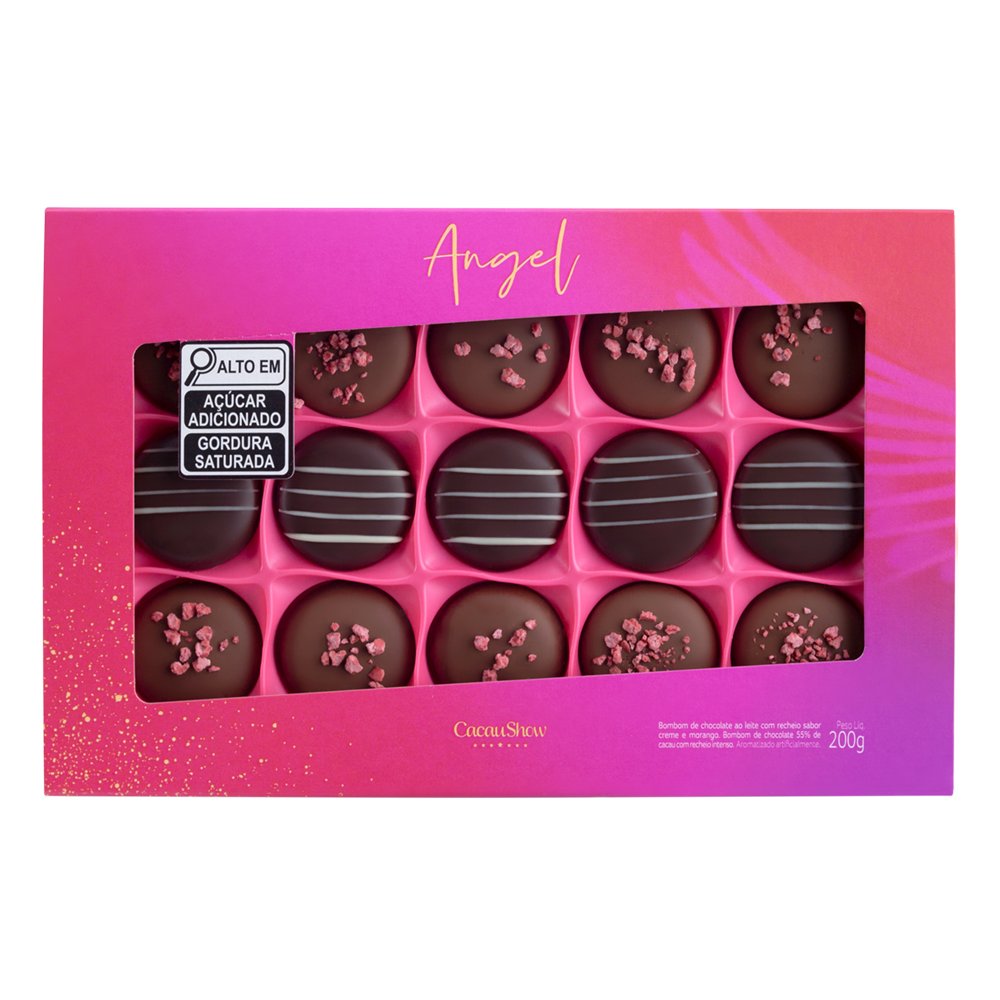 Angel
ALTO EM
AÇÚCAR
ADICIONADO
GORDURA
SATURADA
CacauShow
Bombom de chocolate ao leite com recheio sabor
creme e morango. Bombom de chocolate 55% de
cacau com recheio intenso. Aromatizado artificialmente.
Peso Líq.
200g